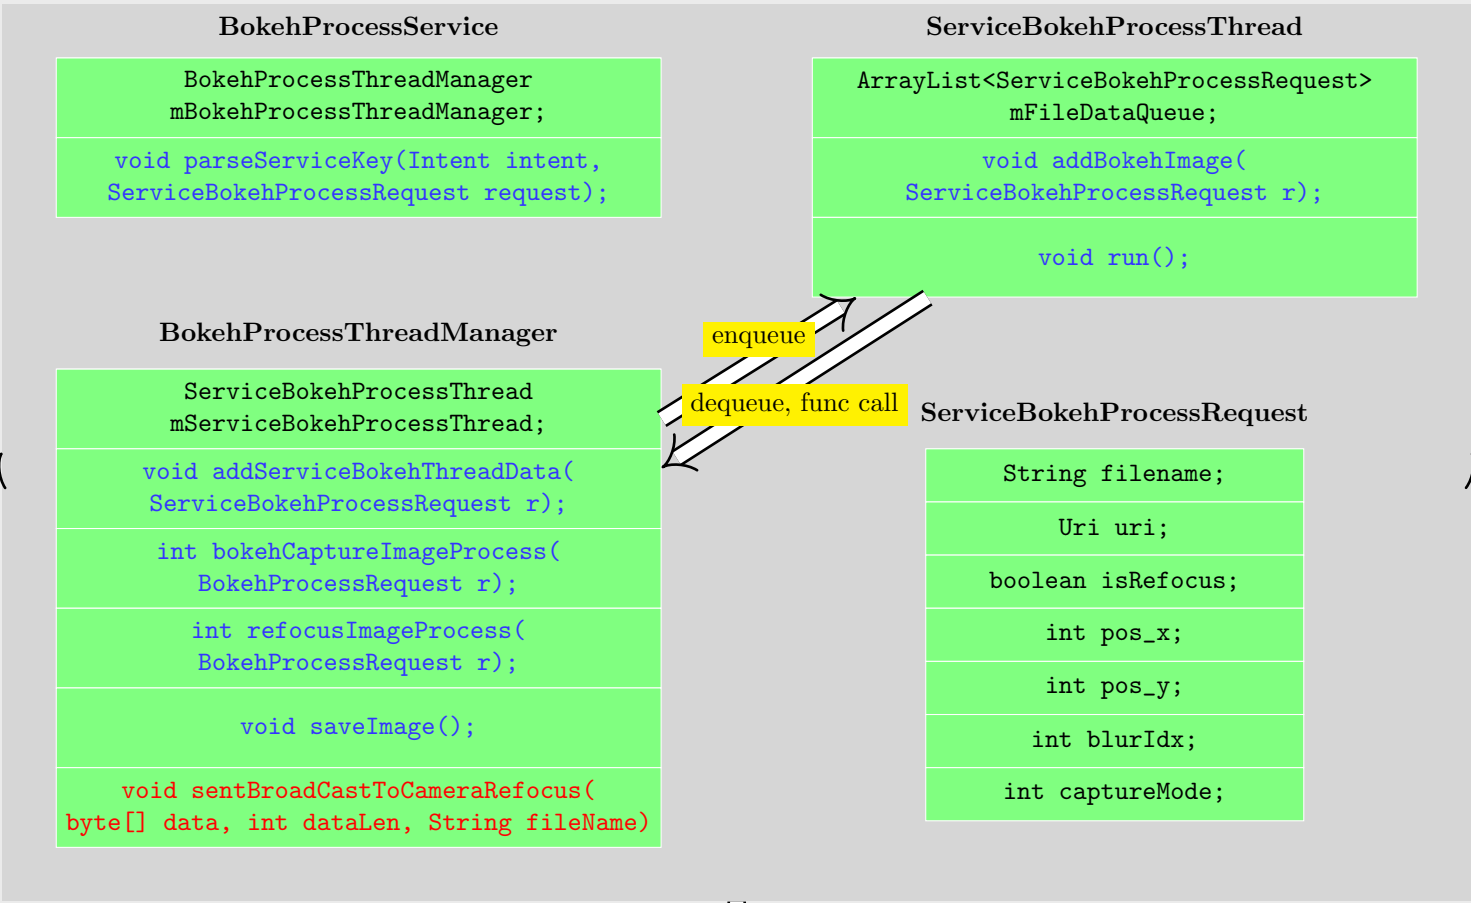 BokehProcessService
BokehProcessThreadManager
mBokehProcessThreadManager;
void parseServiceKey(Intent intent,
ServiceBokehProcessRequest request);
ServiceBokehProcessThread
ArrayList<ServiceBokehProcessRequest>
mFileDataQueue;
void addBokehImage(
ServiceBokehProcessRequest r);
void run();
enqueue
dequeue, func call
BokehProcessThreadManager
ServiceBokehProcessThread
mServiceBokehProcessThread;
void addServiceBokehThreadData(
ServiceBokehProcessRequest r);
int bokehCaptureImageProcess(
BokehProcessRequest r);
int refocusImageProcess(
BokehProcessRequest r);
void saveImage();
void sentBroadCastToCameraRefocus(
byte[] data, int dataLen, String fileName)
ServiceBokehProcessRequest
String filename;
Uri uri;
boolean isRefocus;
int pos_x;
int pos_y;
int blurIdx;
int captureMode;